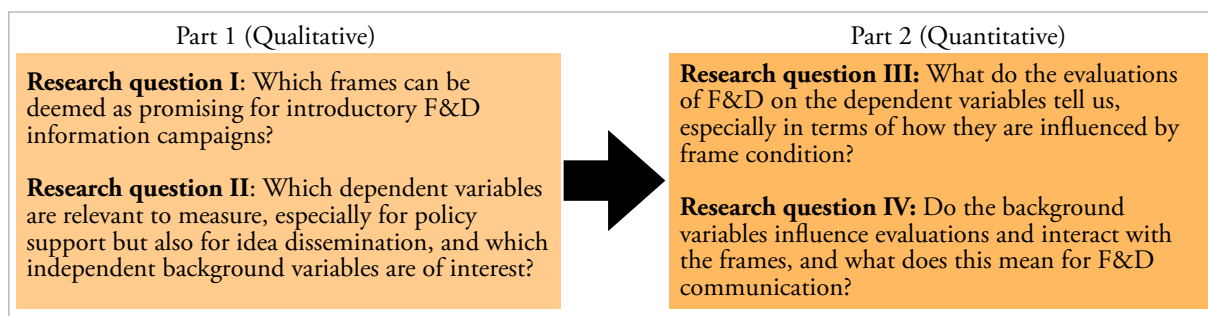 Part 1 (Qualitative)
Research question I: Which frames can be
deemed as promising for introductory F&D
information campaigns?
Research question II: Which dependent variables
are relevant to measure, especially for policy
support but also for idea dissemination, and which
independent background variables are of interest?
Part 2 (Quantitative)
Research question III: What do the evaluations
of F&D on the dependent variables tell us,
especially in terms of how they are influenced by
frame condition?
Research question IV: Do the background
variables influence evaluations and interact with
the frames, and what does this mean for F&D
communication?